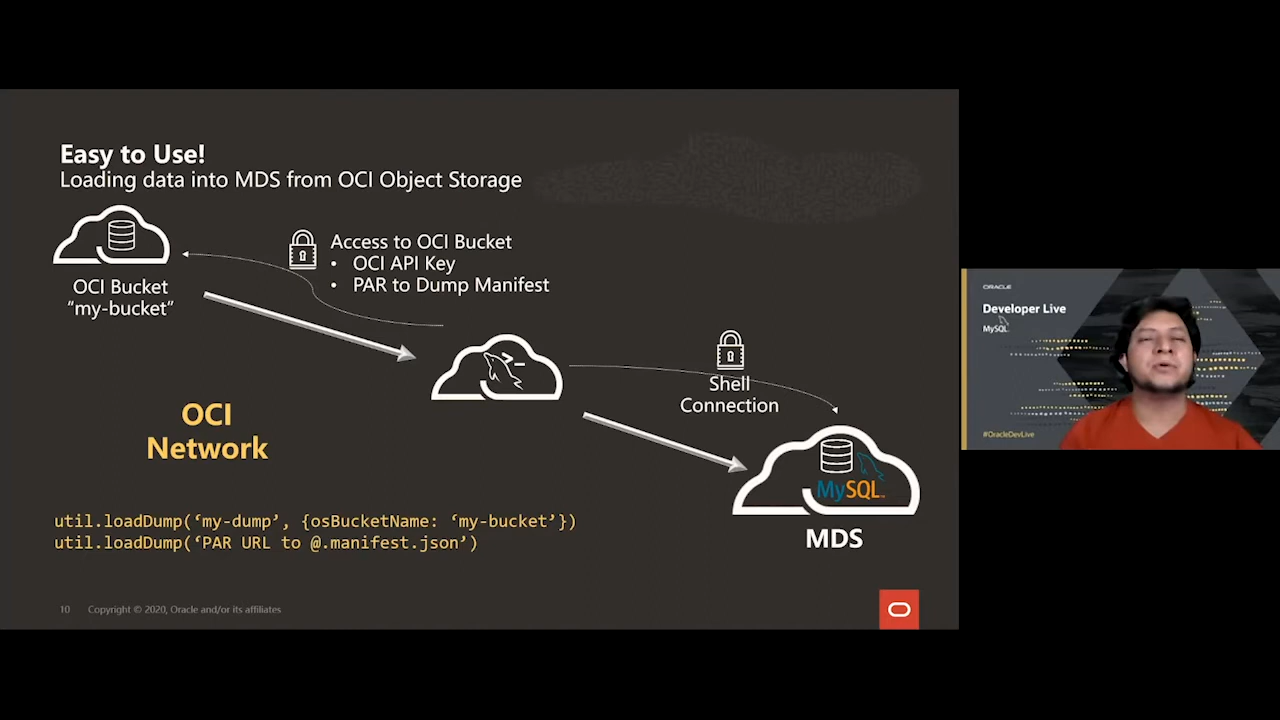 Easy to Use!
Loading data into MDS from OCI Object Storage
OCI Bucket
“my-bucket”
Access to OCI Bucket
• OCI API Key
• PAR to Dump Manifest
Shell
Connection
OCI
Network
MySQL™
MDS
util.loadDump(‘my-dump’, {osBucketName: ‘my-bucket’})
util.loadDump(‘PAR URL to @.manifest.json’)
10 Copyright © 2020, Oracle and/or its affiliates
ORACLE
Developer Live
MySQL
#OracleDevLive